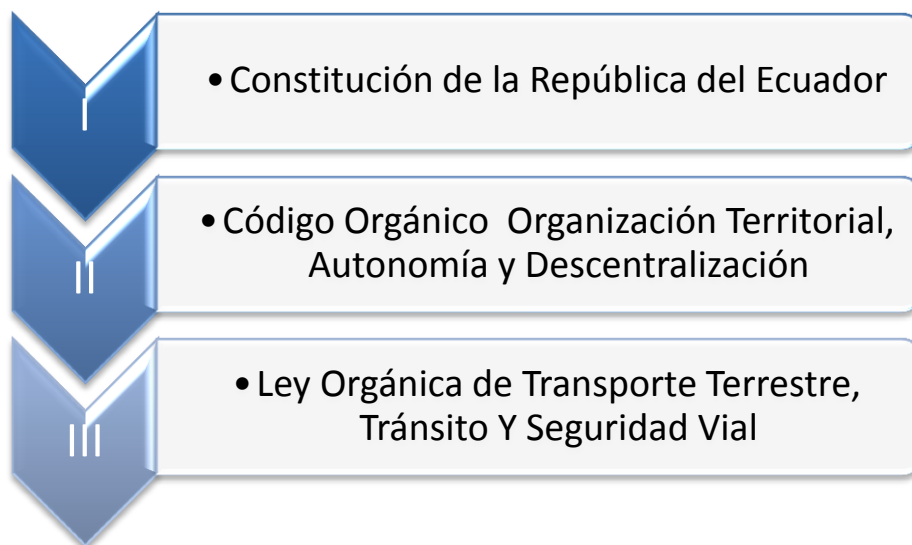 I
• Constitución de la República del Ecuador
II
• Código Orgánico  Organización Territorial,
Autonomía y Descentralización
III
• Ley Orgánica de Transporte Terrestre,
Tránsito Y Seguridad Vial